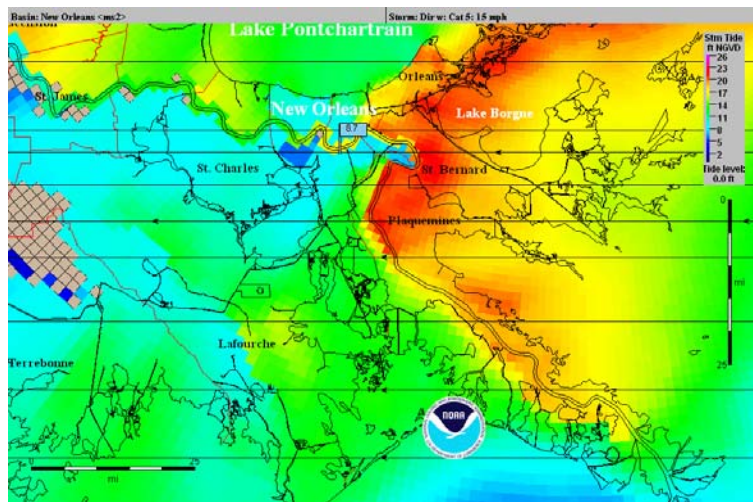 Basin: New Orleans <ms2>
Storm: Dir w: Cat 5: 15 mph
Lake Pontchartrain
Stm Tide
ft NGVD
26
23
20
17
14
11
8
5
2
Tide level:
0.0 ft
Orleans
St. James
New Orleans
Lake Borgne
8.7
St. Charles
St. Bernard
Plaquemines
0
mi
25
Lafourche
Terrebonne
NOAA
0
25
mi